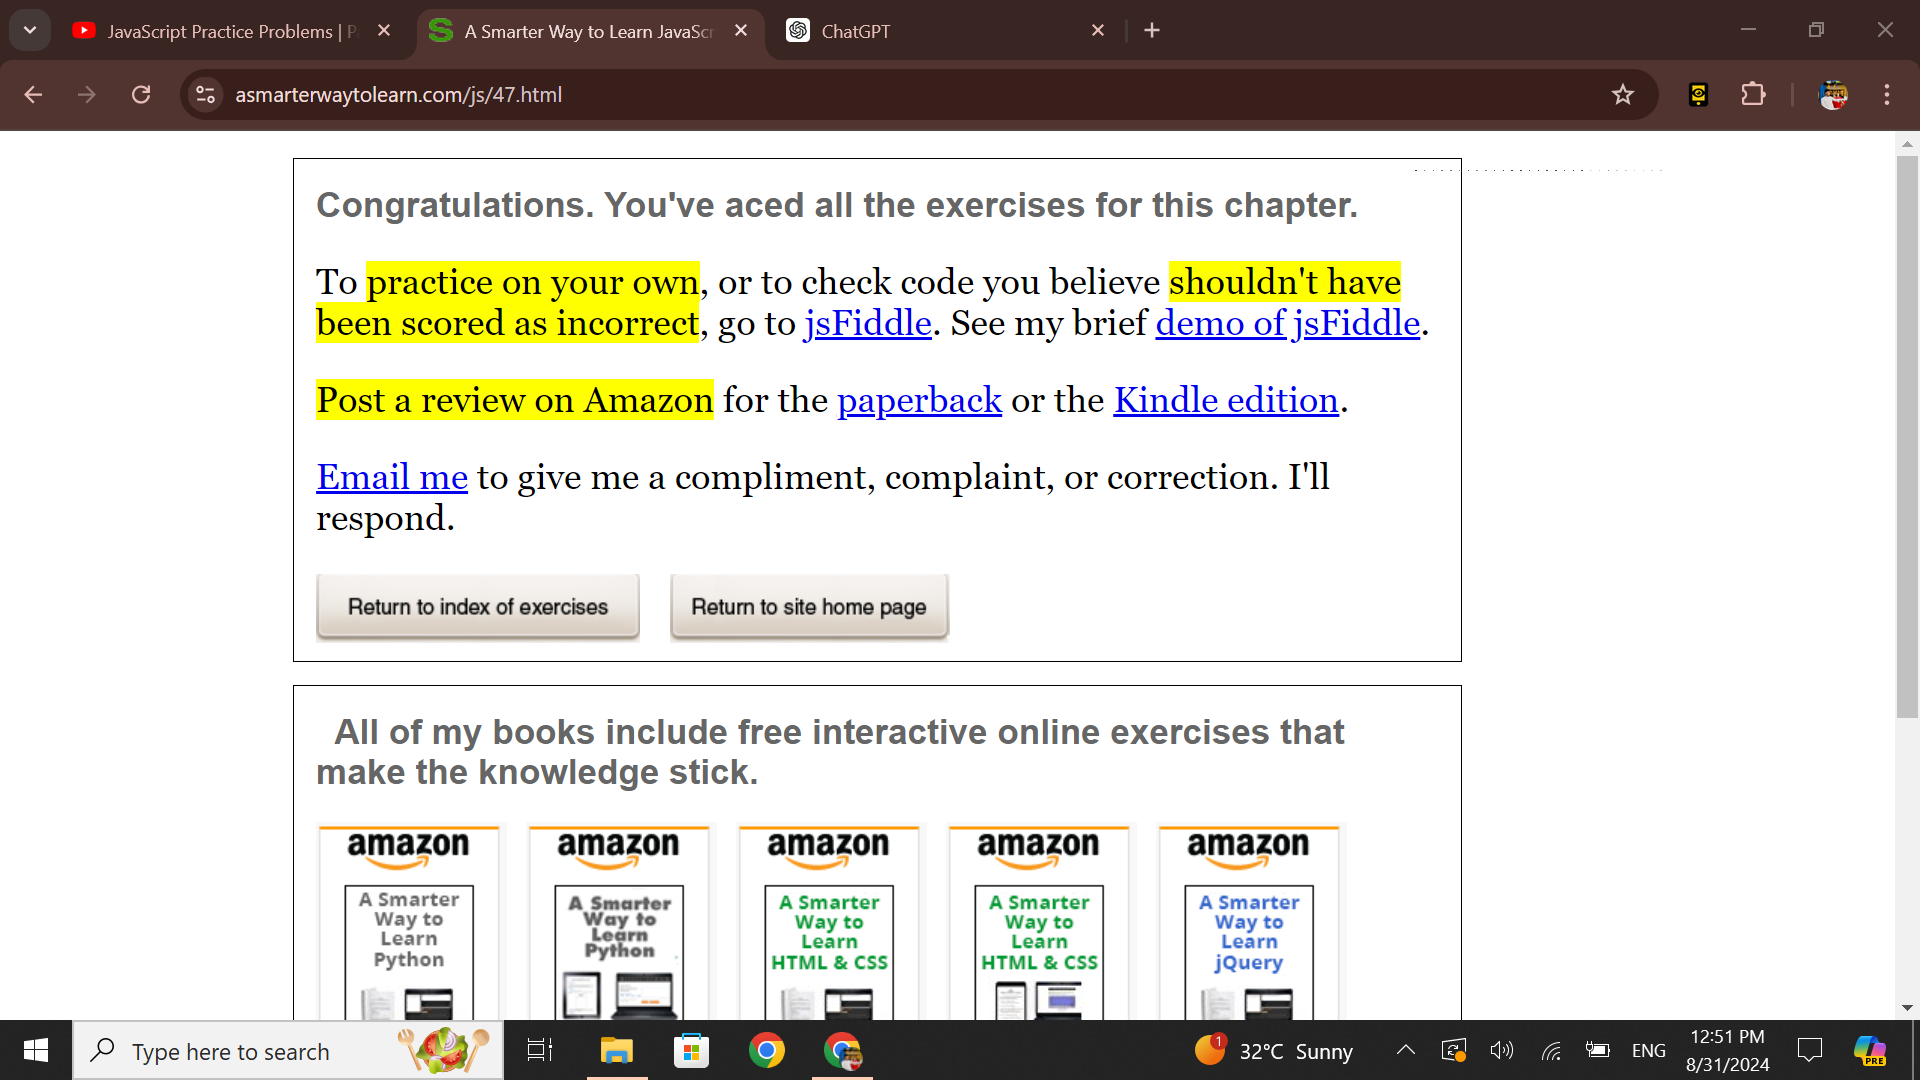 JavaScript Practice Problems | P
A Smarter Way to Learn JavaScr
ChatGPT
asmarterwaytolearn.com/js/47.html
Congratulations. You've aced all the exercises for this chapter.
To practice on your own, or to check code you believe shouldn't have
been scored as incorrect, go to jsFiddle. See my brief demo of jsFiddle.
Post a review on Amazon for the paperback or the Kindle edition.
Email me to give me a compliment, complaint, or correction. I'll
respond.
Return to index of exercises
Return to site home page
All of my books include free interactive online exercises that
make the knowledge stick.
amazon
A Smarter
Way to
Learn
Python
amazon
A Smarter
Way to
Learn
Python
amazon
A Smarter
Way to
Learn
HTML & CSS
amazon
A Smarter
Way to
Learn
HTML & CSS
amazon
A Smarter
Way to
Learn
jQuery
Type here to search
1
32°C Sunny
ENG
12:51 PM
8/31/2024
PRE